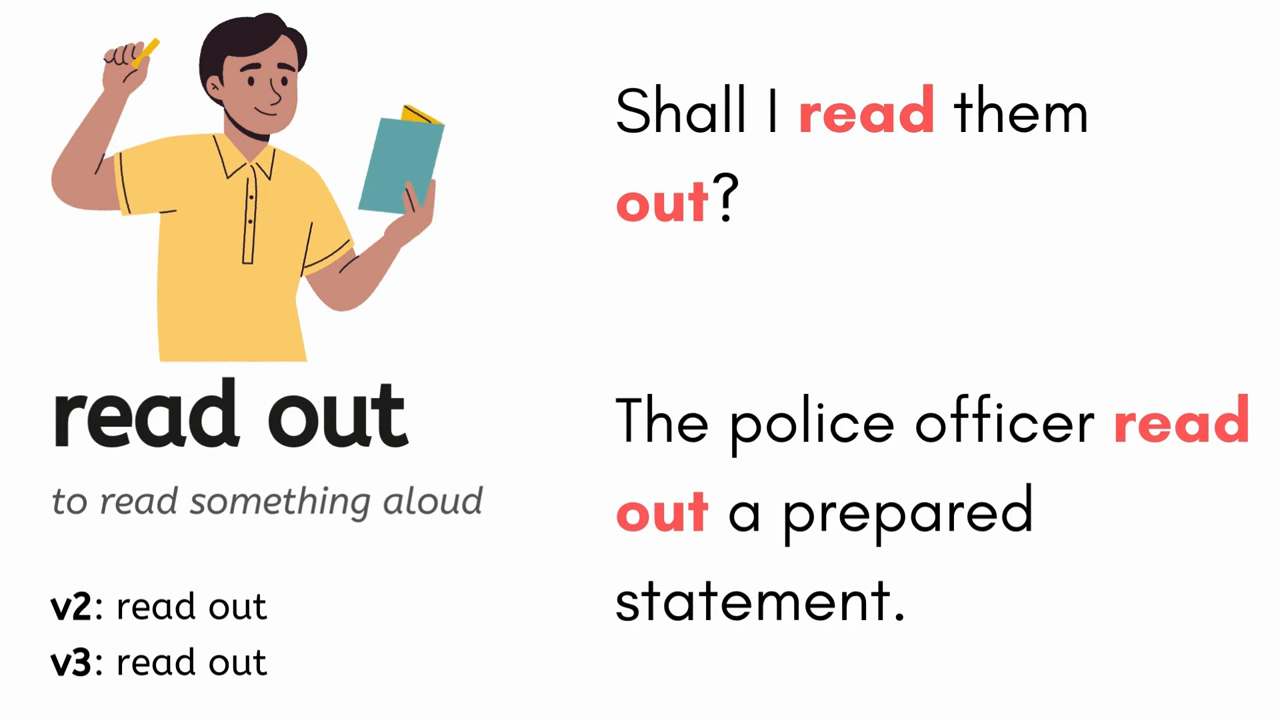 read out
to read something aloud
v2: read out
v3: read out
Shall I read them
out?
The police officer read
out a prepared
statement.